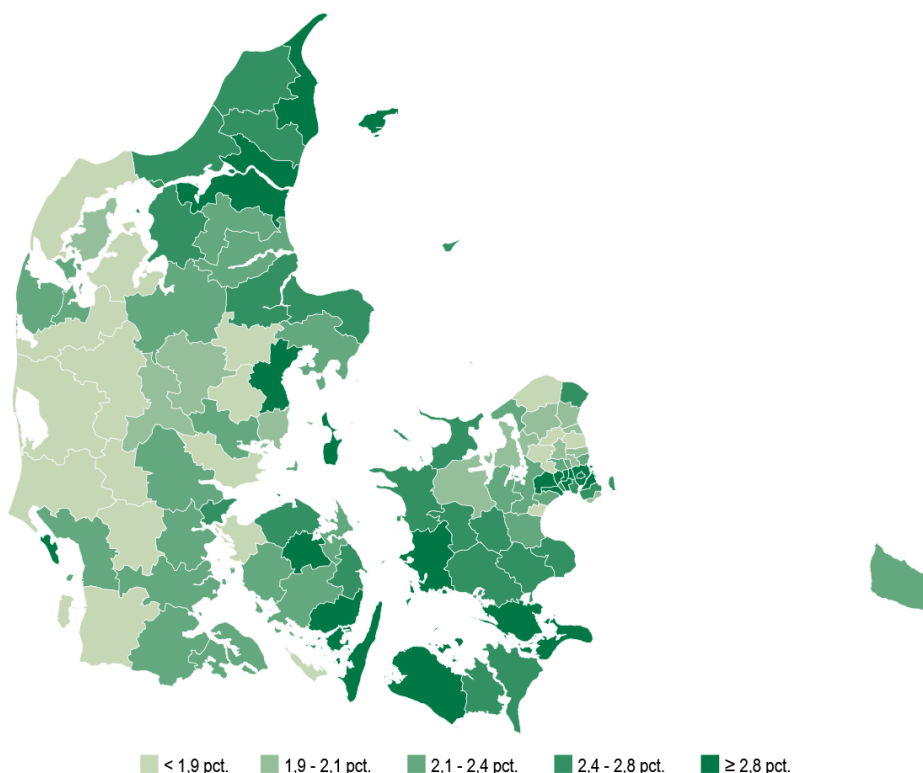 < 1,9 pct. 1,9 - 2,1 pct. 2,1 - 2,4 pct. 2,4 - 2,8 pct. ≥ 2,8 pct.